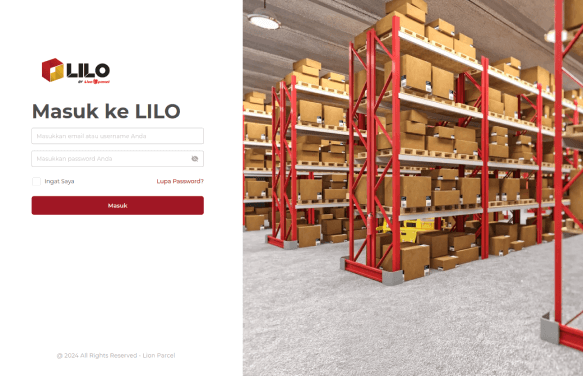 LILO
BY Lion parcel
Masuk ke LILO
Masukkan email atau username Anda
Masukkan password Anda
Ingat Saya
Lupa Password?
Masuk
@ 2024 All Rights Reserved - Lion Parcel